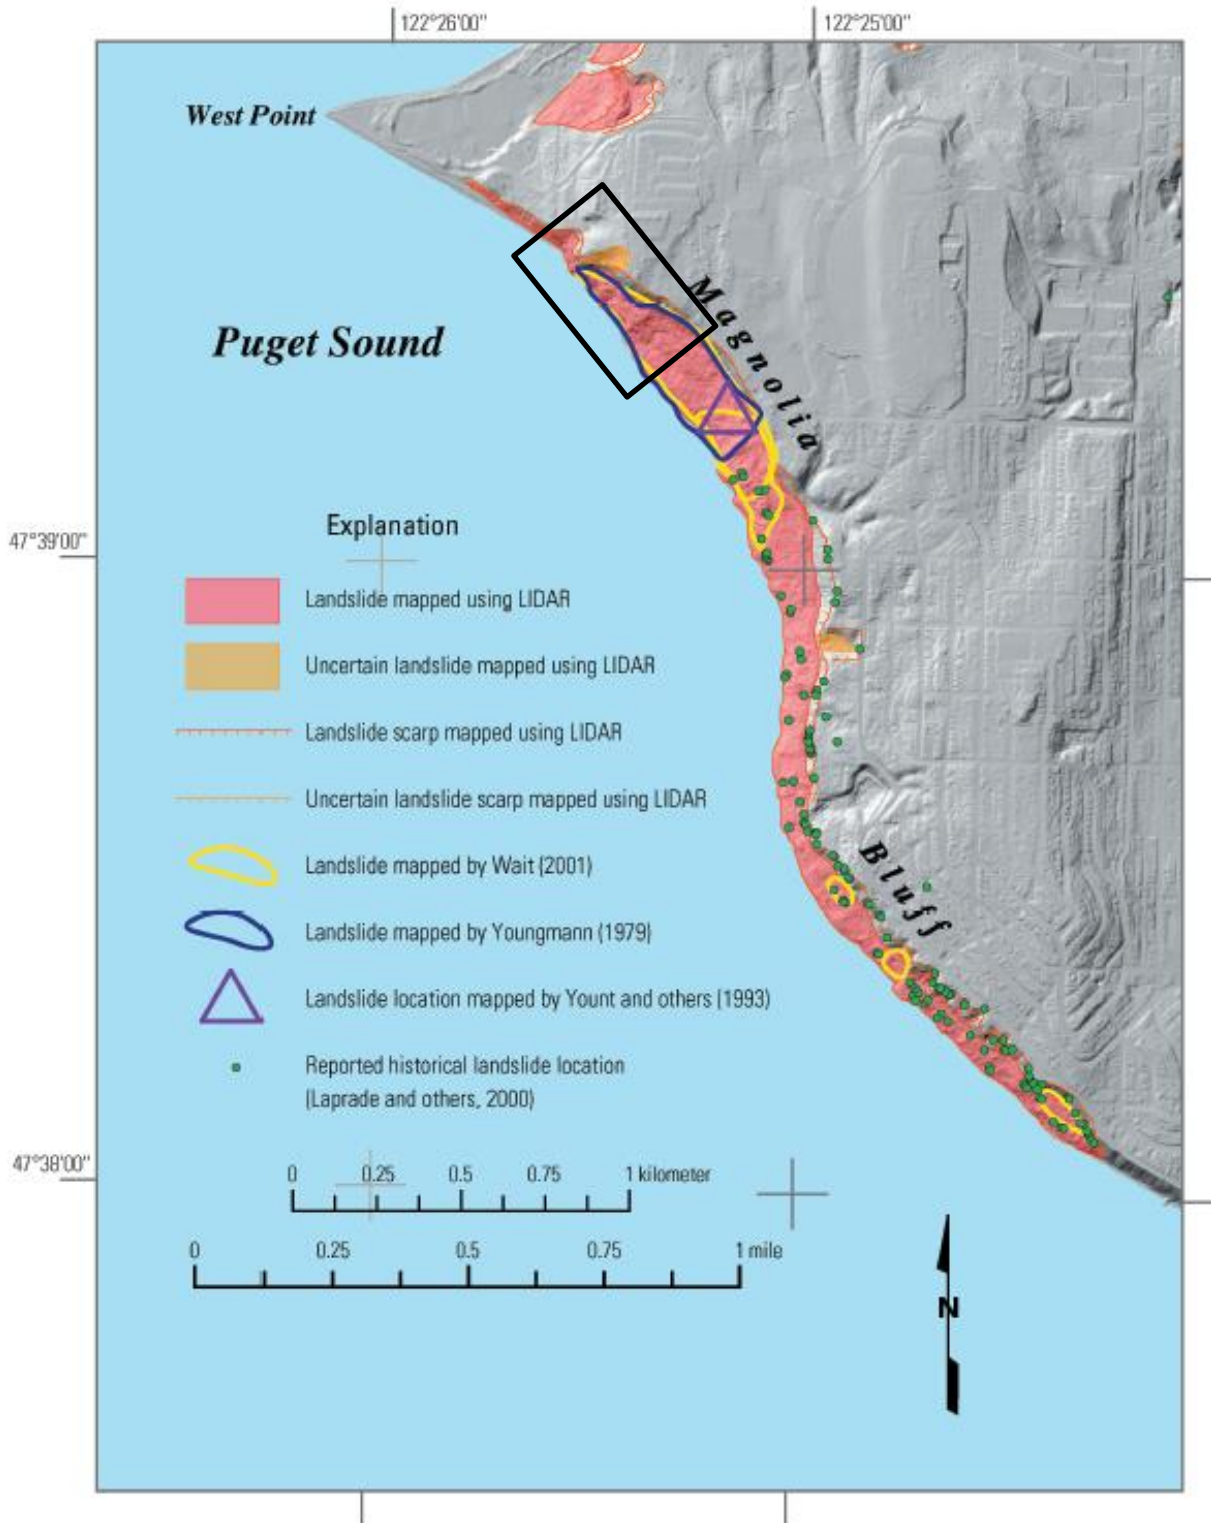 122°26'00"
122°25'00"
West Point
Magnolia
Puget Sound
47°39'00"
Explanation
Landslide mapped using LIDAR
Uncertain landslide mapped using LIDAR
Landslide scarp mapped using LIDAR
Uncertain landslide scarp mapped using LIDAR
Landslide mapped by Wait (2001)
Bluff
Landslide mapped by Youngmann (1979)
Landslide location mapped by Yount and others (1993)
Reported historical landslide location
(Laprade and others, 2000)
47°38'00"
0 0.25 0.5 0.75 1 kilometer
0 0.25 0.5 0.75 1 mile
N